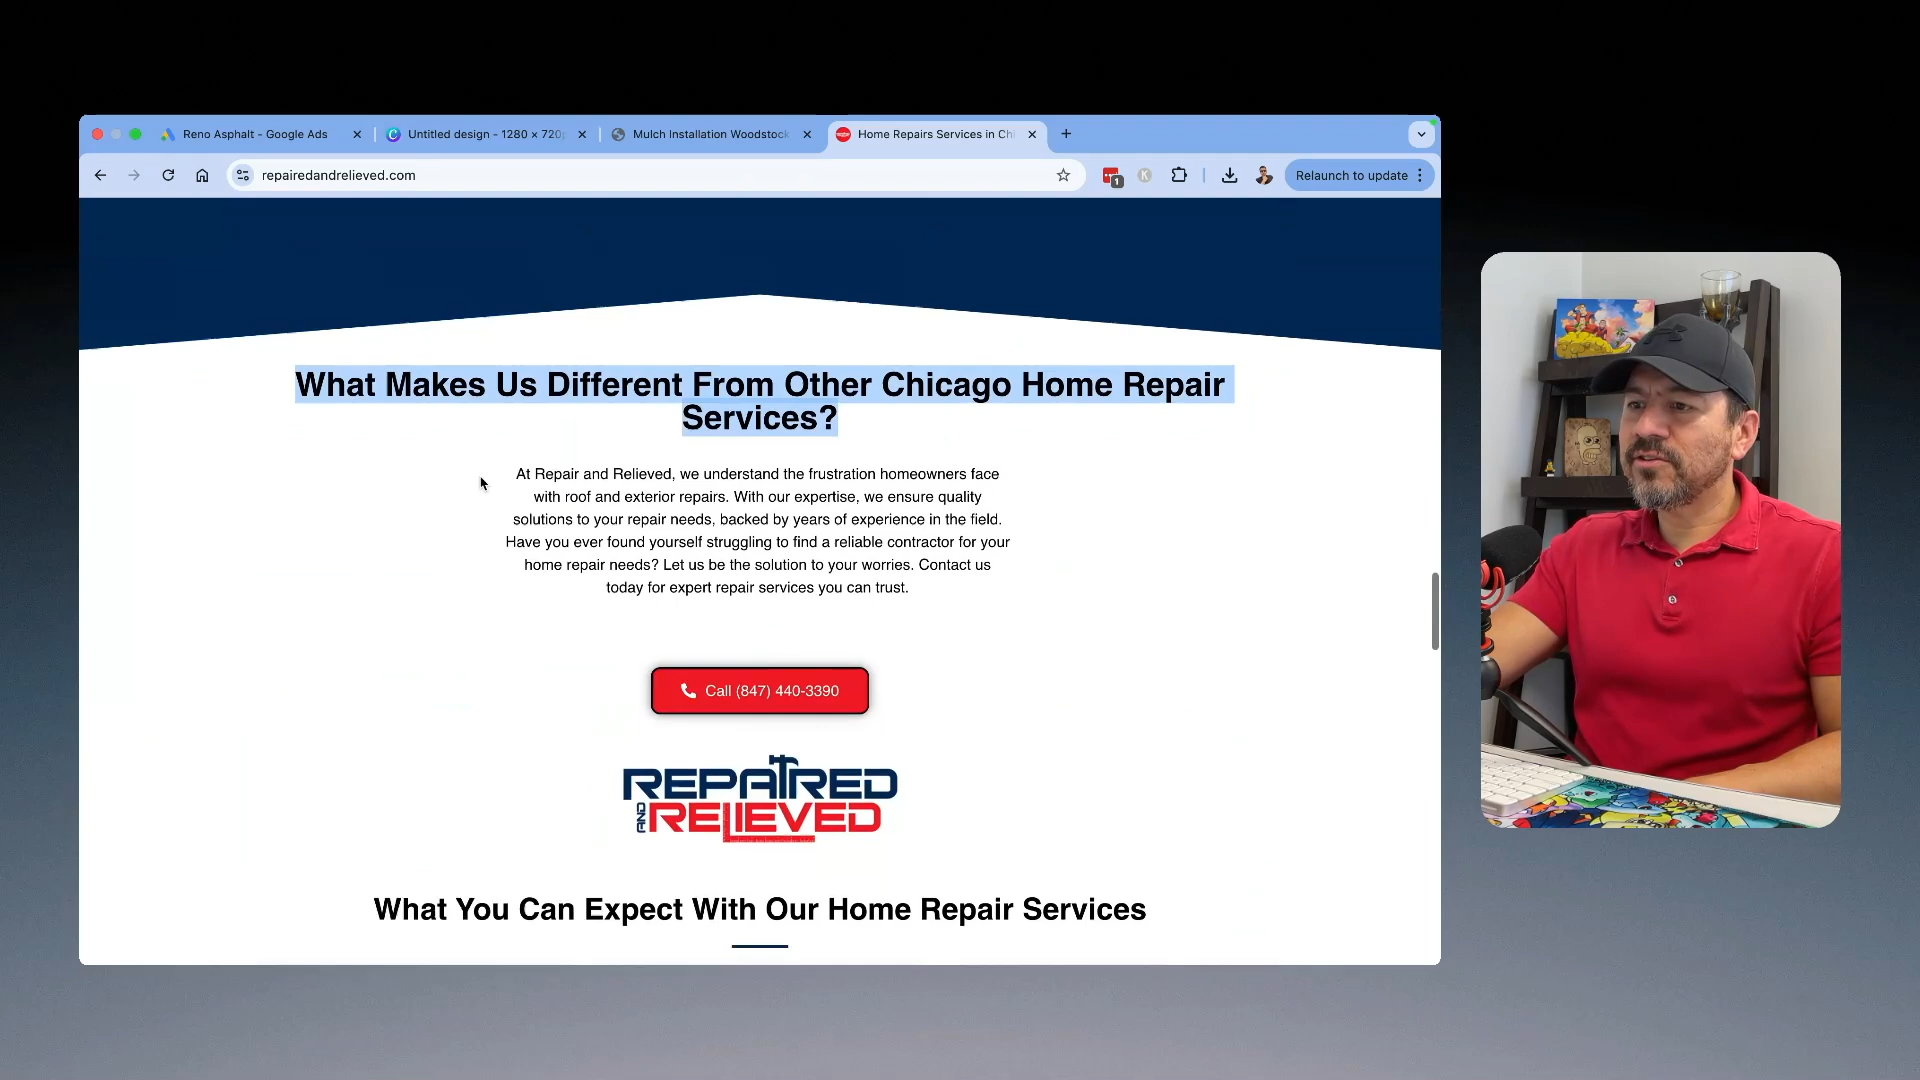 Reno Asphalt - Google Ads
Untitled design - 1280 × 720p
Mulch Installation Woodstock
Home Repairs Services in Chi
repairedandrelieved.com
1
K
Relaunch to update
What Makes Us Different From Other Chicago Home Repair
Services?
At Repair and Relieved, we understand the frustration homeowners face
with roof and exterior repairs. With our expertise, we ensure quality
solutions to your repair needs, backed by years of experience in the field.
Have you ever found yourself struggling to find a reliable contractor for your
home repair needs? Let us be the solution to your worries. Contact us
today for expert repair services you can trust.
Call (847) 440-3390
REPAIRED
AND RELIEVED
What You Can Expect With Our Home Repair Services